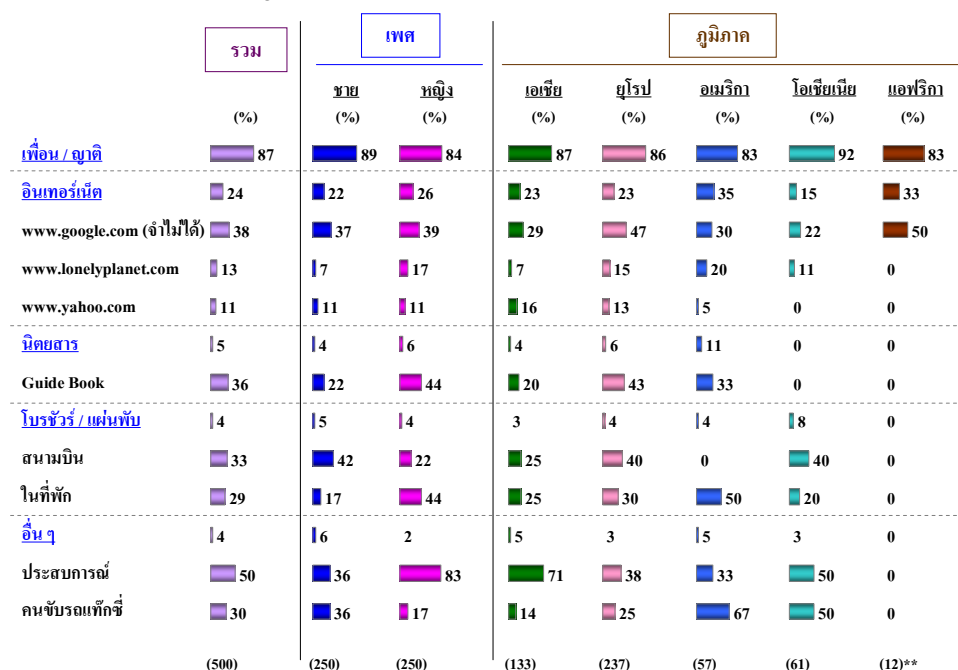 รวม เพศ ภูมิภาค
ชาย หญิง เอเชีย ยุโรป อเมริกา โอเชียเนีย แอฟริกา
(%) (%) (%) (%) (%) (%) (%) (%)
เพื่อน / ญาติ 87 89 84 87 86 83 92 83
อินเทอร์เน็ต 24 22 26 23 23 35 15 33
www.google.com (จำไม่ได้) 38 37 39 29 47 30 22 50
www.lonelyplanet.com 13 7 17 7 15 20 11 0
www.yahoo.com 11 11 11 16 13 5 0 0
นิตยสาร 5 4 6 4 6 11 0 0
Guide Book 36 22 44 20 43 33 0 0
โบรชัวร์ / แผ่นพับ 4 5 4 3 4 4 8 0
สนามบิน 33 42 22 25 40 0 40 0
ในที่พัก 29 17 44 25 30 50 20 0
อื่น ๆ 4 6 2 5 3 5 3 0
ประสบการณ์ 50 36 83 71 38 33 50 0
คนขับรถแท๊กซี่ 30 36 17 14 25 67 50 0
(500) (250) (250) (133) (237) (57) (61) (12)**